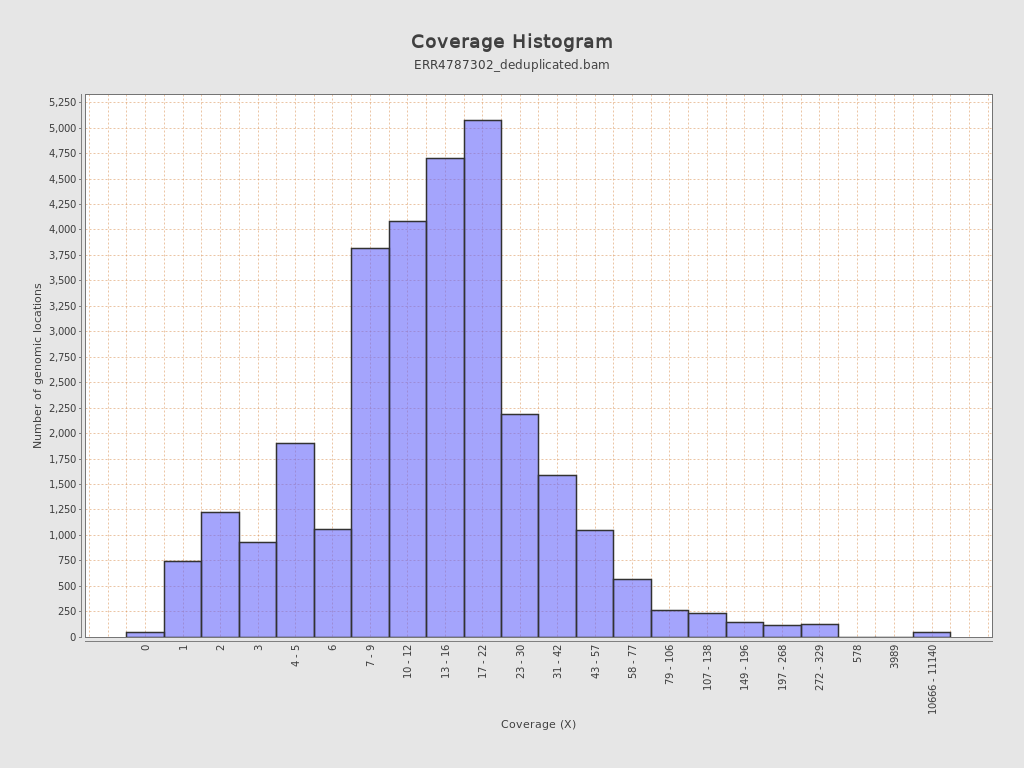 Coverage Histogram
ERR4787302_deduplicated.bam
Number of genomic locations
5,250
5,000
4,750
4,500
4,250
4,000
3,750
3,500
3,250
3,000
2,750
2,500
2,250
2,000
1,750
1,500
1,250
1,000
750
500
250
0
0
1
2
3
4 - 5
6
7 - 9
10 - 12
13 - 16
17 - 22
23 - 30
31 - 42
43 - 57
58 - 77
79 - 106
107 - 138
149 - 196
197 - 268
272 - 329
578
3989
10666 - 11140
Coverage (X)